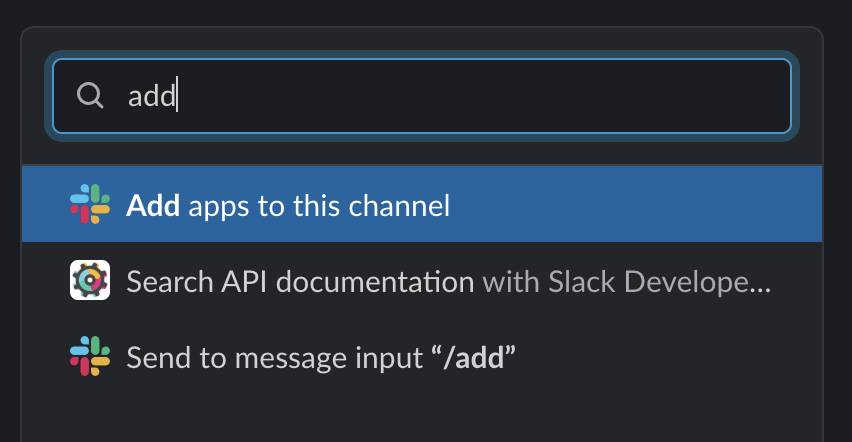 add
Add apps to this channel
Search API documentation with Slack Develope...
Send to message input “/add”